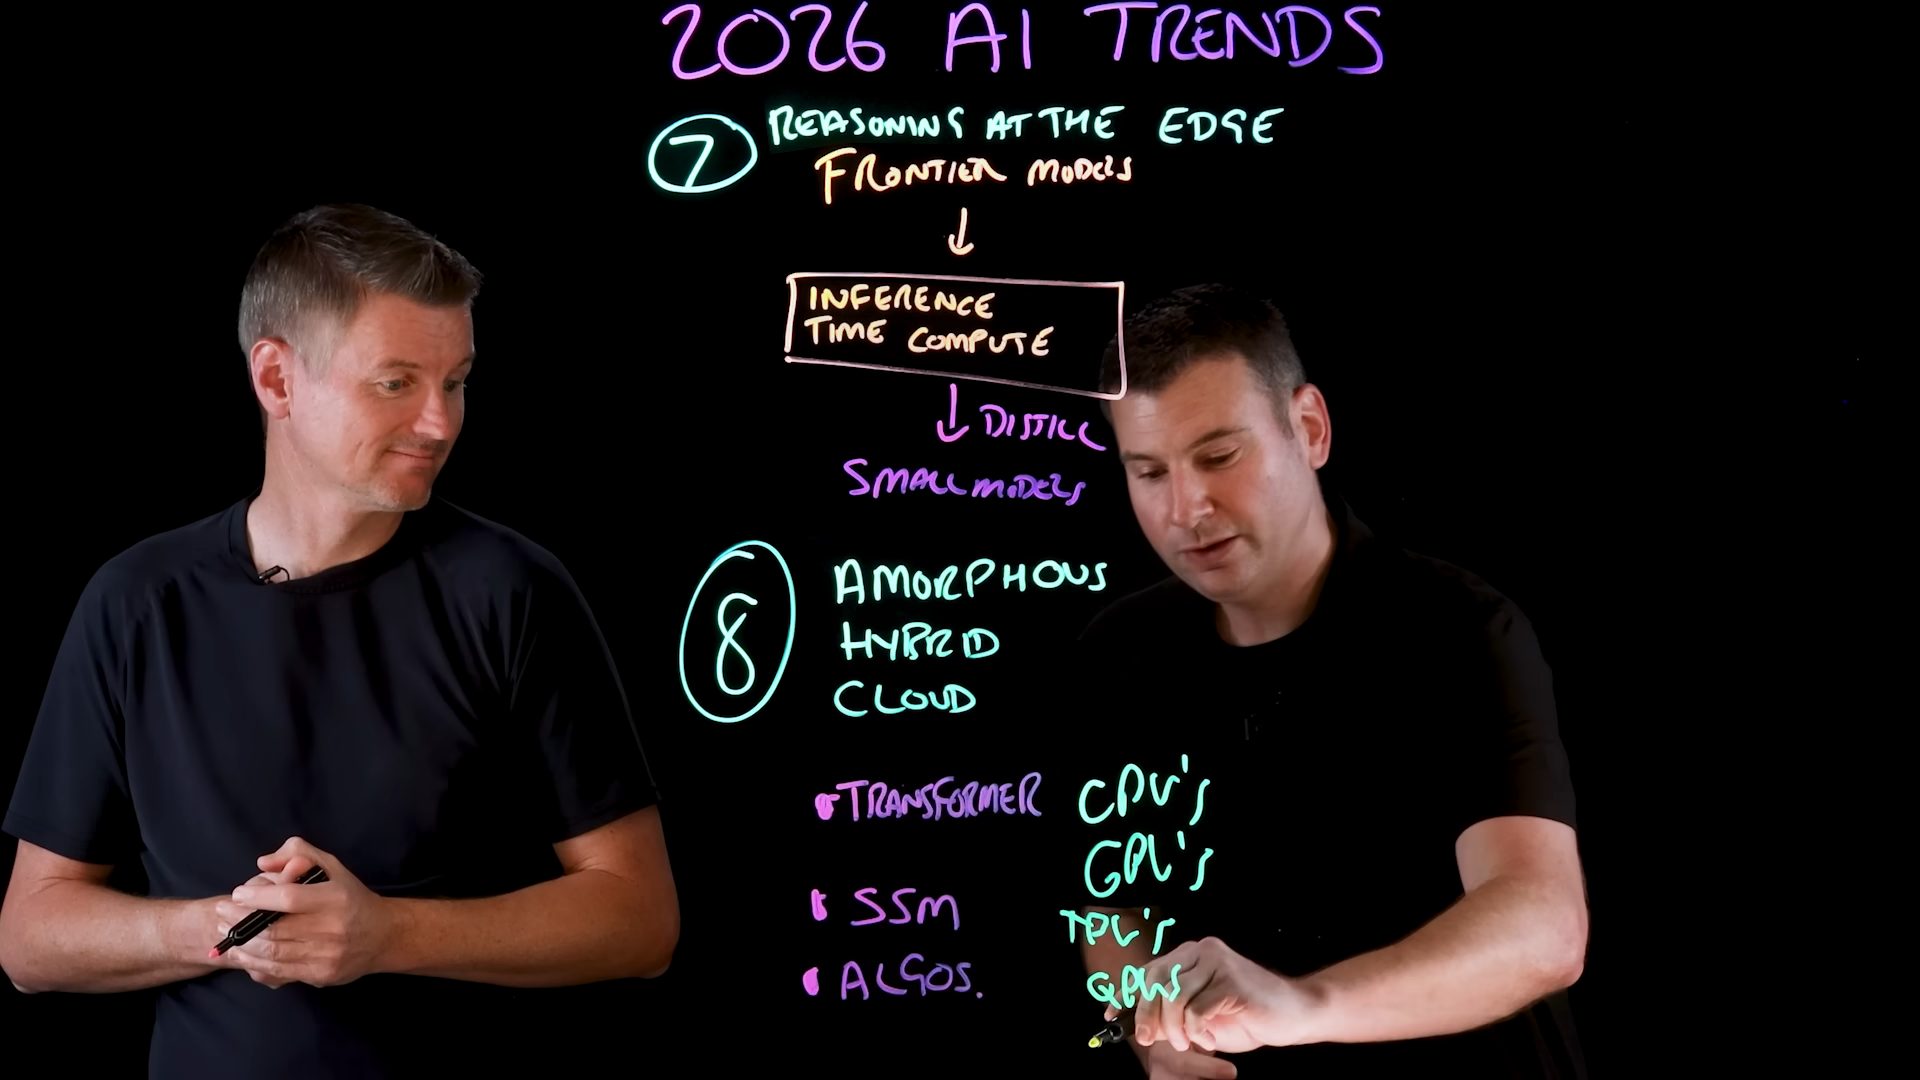 2026 AI TRENDS
7 REASONING AT THE EDGE
FRONTIER MODELS
INFERENCE
TIME COMPUTE
DISTILL
SMALL MODELS
8
AMORPHOUS
HYBRID
CLOUD
TRANSFORMER CPU's
GPU's
SSM TPU's
ALGOS. QPUs